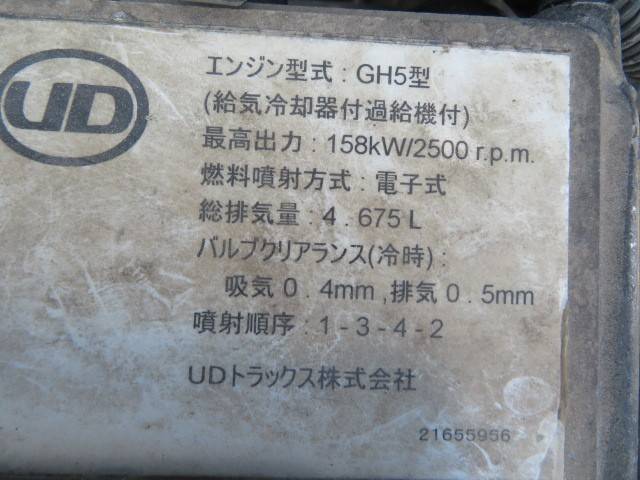 UD
エンジン型式 : GH5型
(給気冷却器付過給機付)
最高出力 : 158kW/2500 r.p.m.
燃料噴射方式 : 電子式
総排気量 : 4 . 675 L
バルブクリアランス(冷時) :
吸気 0 . 4mm , 排気 0 . 5mm
噴射順序 : 1 - 3 - 4 - 2
UDトラックス株式会社
21655956